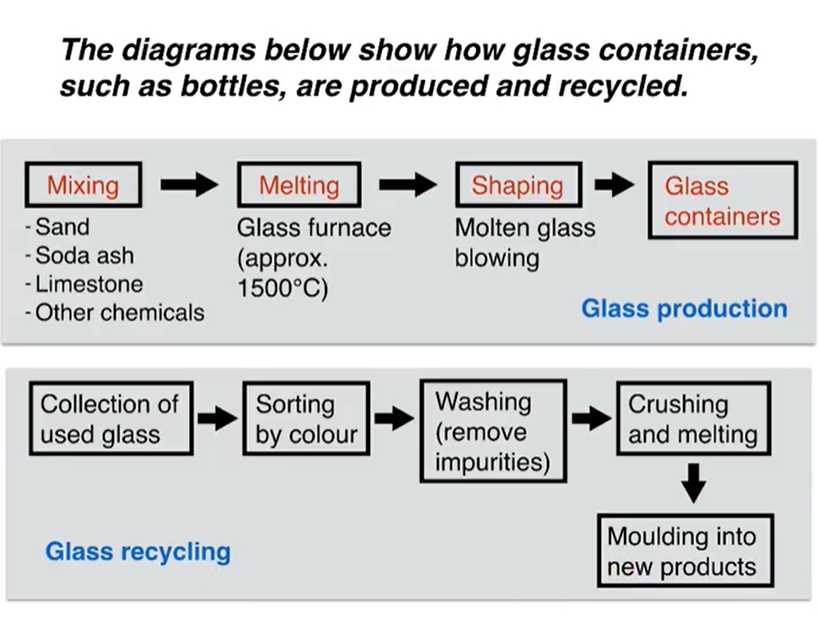 The diagrams below show how glass containers,
such as bottles, are produced and recycled.
Mixing
- Sand
- Soda ash
- Limestone
- Other chemicals
Melting
Glass furnace
(approx.
1500°C)
Shaping
Molten glass
blowing
Glass
containers
Glass production
Collection of
used glass
Sorting
by colour
Washing
(remove
impurities)
Crushing
and melting
Moulding into
new products
Glass recycling